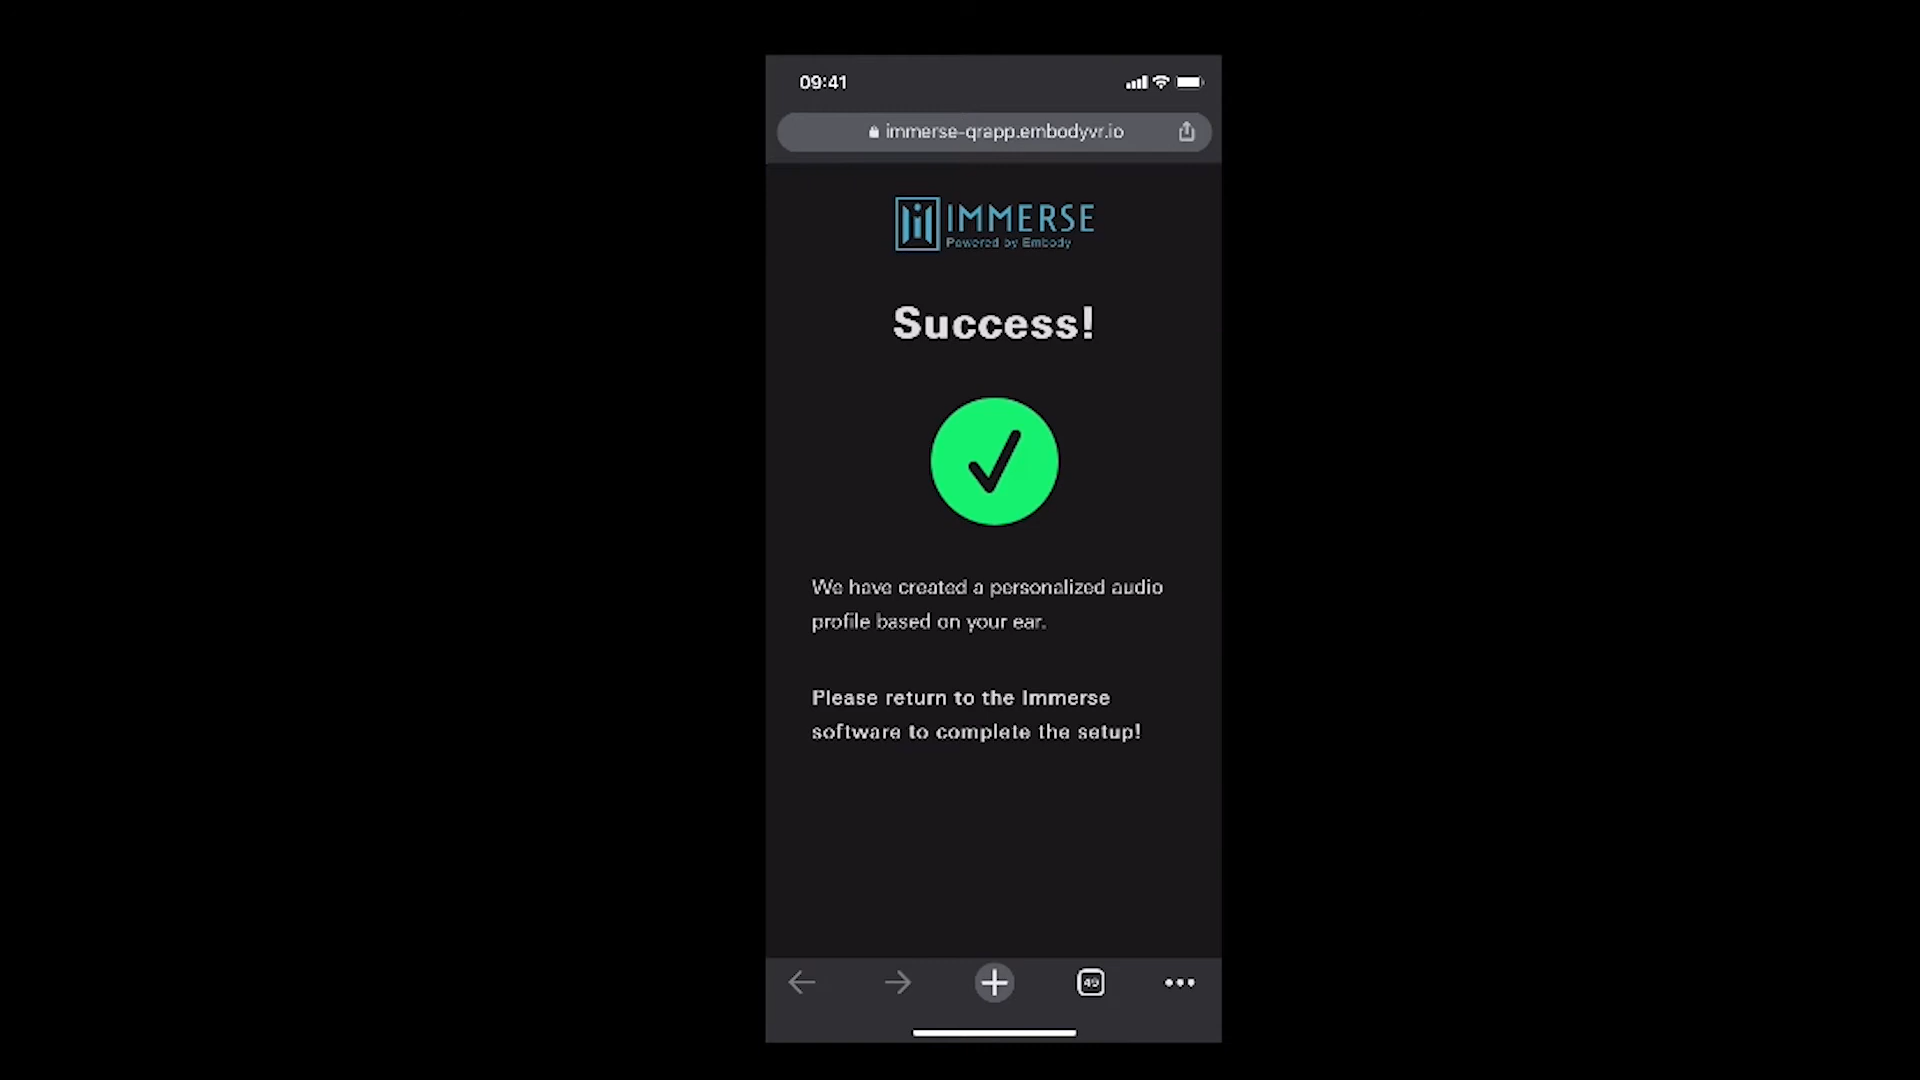 09:41
immerse-qrapp.embodyvr.io
IMMERSE
Powered by Embody
Success!
We have created a personalized audio
profile based on your ear.
Please return to the Immerse
software to complete the setup!
49